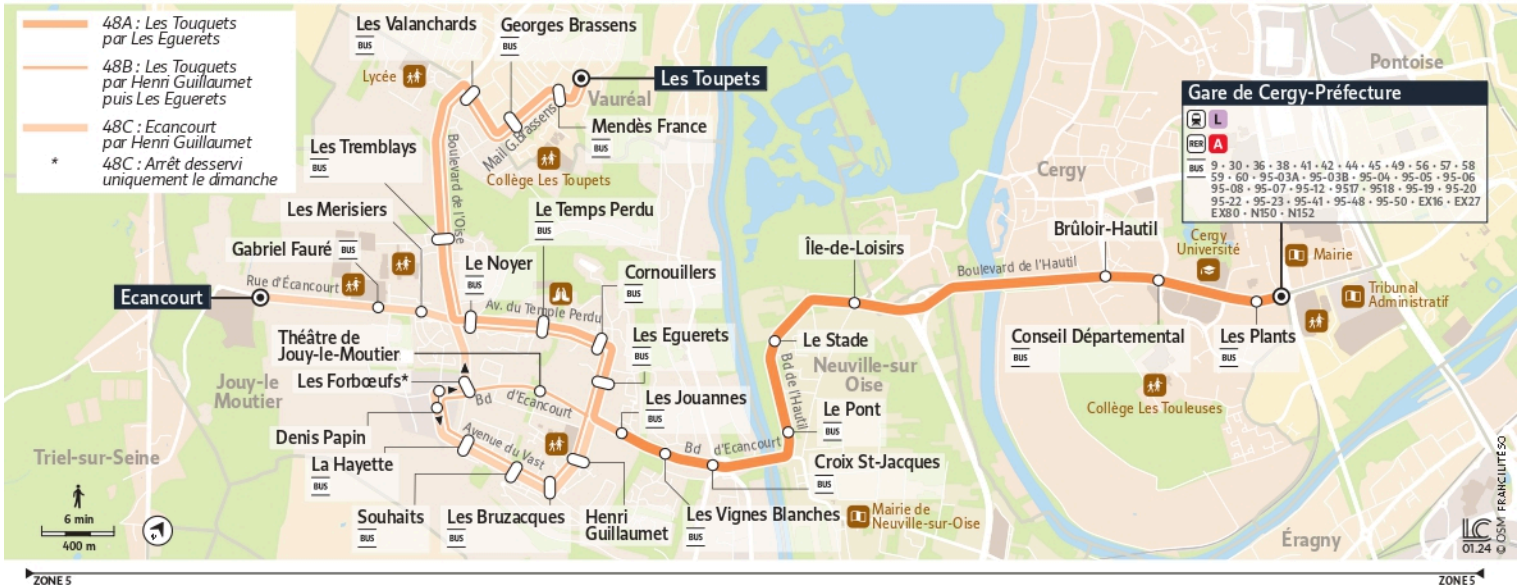 48A : Les Touquets
par Les Eguerets
48B : Les Touquets
par Henri Guillaumet
puis Les Eguerets
48C : Ecancourt
par Henri Guillaumet
* 48C : Arrêt desservi
uniquement le dimanche
Les Valanchards
BUS
Georges Brassens
BUS
Lycée
Les Toupets
Vauréal
Mendès France
BUS
Mail G.Brassens
Collège Les Toupets
Boulevard de l'Oise
Les Tremblays
BUS
Les Merisiers
Gabriel Fauré BUS
Rue d'Écancourt
Ecancourt
Le Temps Perdu
BUS
Le Noyer
BUS
Av. du Temple Perdu
Cornouillers
BUS
Théâtre de
Jouy-le-Moutier
Les Forbœufs*
Jouy-le
Moutier
Bd d'Ecancourt
Les Eguerets
BUS
Les Jouannes
BUS
Denis Papin
La Hayette
BUS
Avenue du Vast
Souhaits
BUS
Les Bruzacques
BUS
Henri
Guillaumet
Les Vignes Blanches
BUS
Bd d'Ecancourt
Croix St-Jacques
BUS
Le Pont
BUS
Bd de l'Hautil
Le Stade
Neuville-sur
Oise
Mairie de
Neuville-sur-Oise
Île-de-Loisirs
Boulevard de l'Hautil
Brûloir-Hautil
Cergy
Conseil Départemental
BUS
Collège Les Touleuses
Cergy
Université
Les Plants
BUS
Mairie
Tribunal
Administratif
Pontoise
Gare de Cergy-Préfecture
L
RER A
BUS 9 • 30 • 36 • 38 • 41 • 42 • 44 • 45 • 49 • 56 • 57 • 58
59 • 60 • 95-03A • 95-03B • 95-04 • 95-05 • 95-06
95-08 • 95-07 • 95-12 • 9517 • 9518 • 95-19 • 95-20
95-22 • 95-23 • 95-41 • 95-48 • 95-50 • EX16 • EX27
EX80 • N150 • N152
Triel-sur-Seine
6 min
400 m
Éragny
LC
01.24
© OSM FRANCILITÉ SO
ZONE 5
ZONE 5